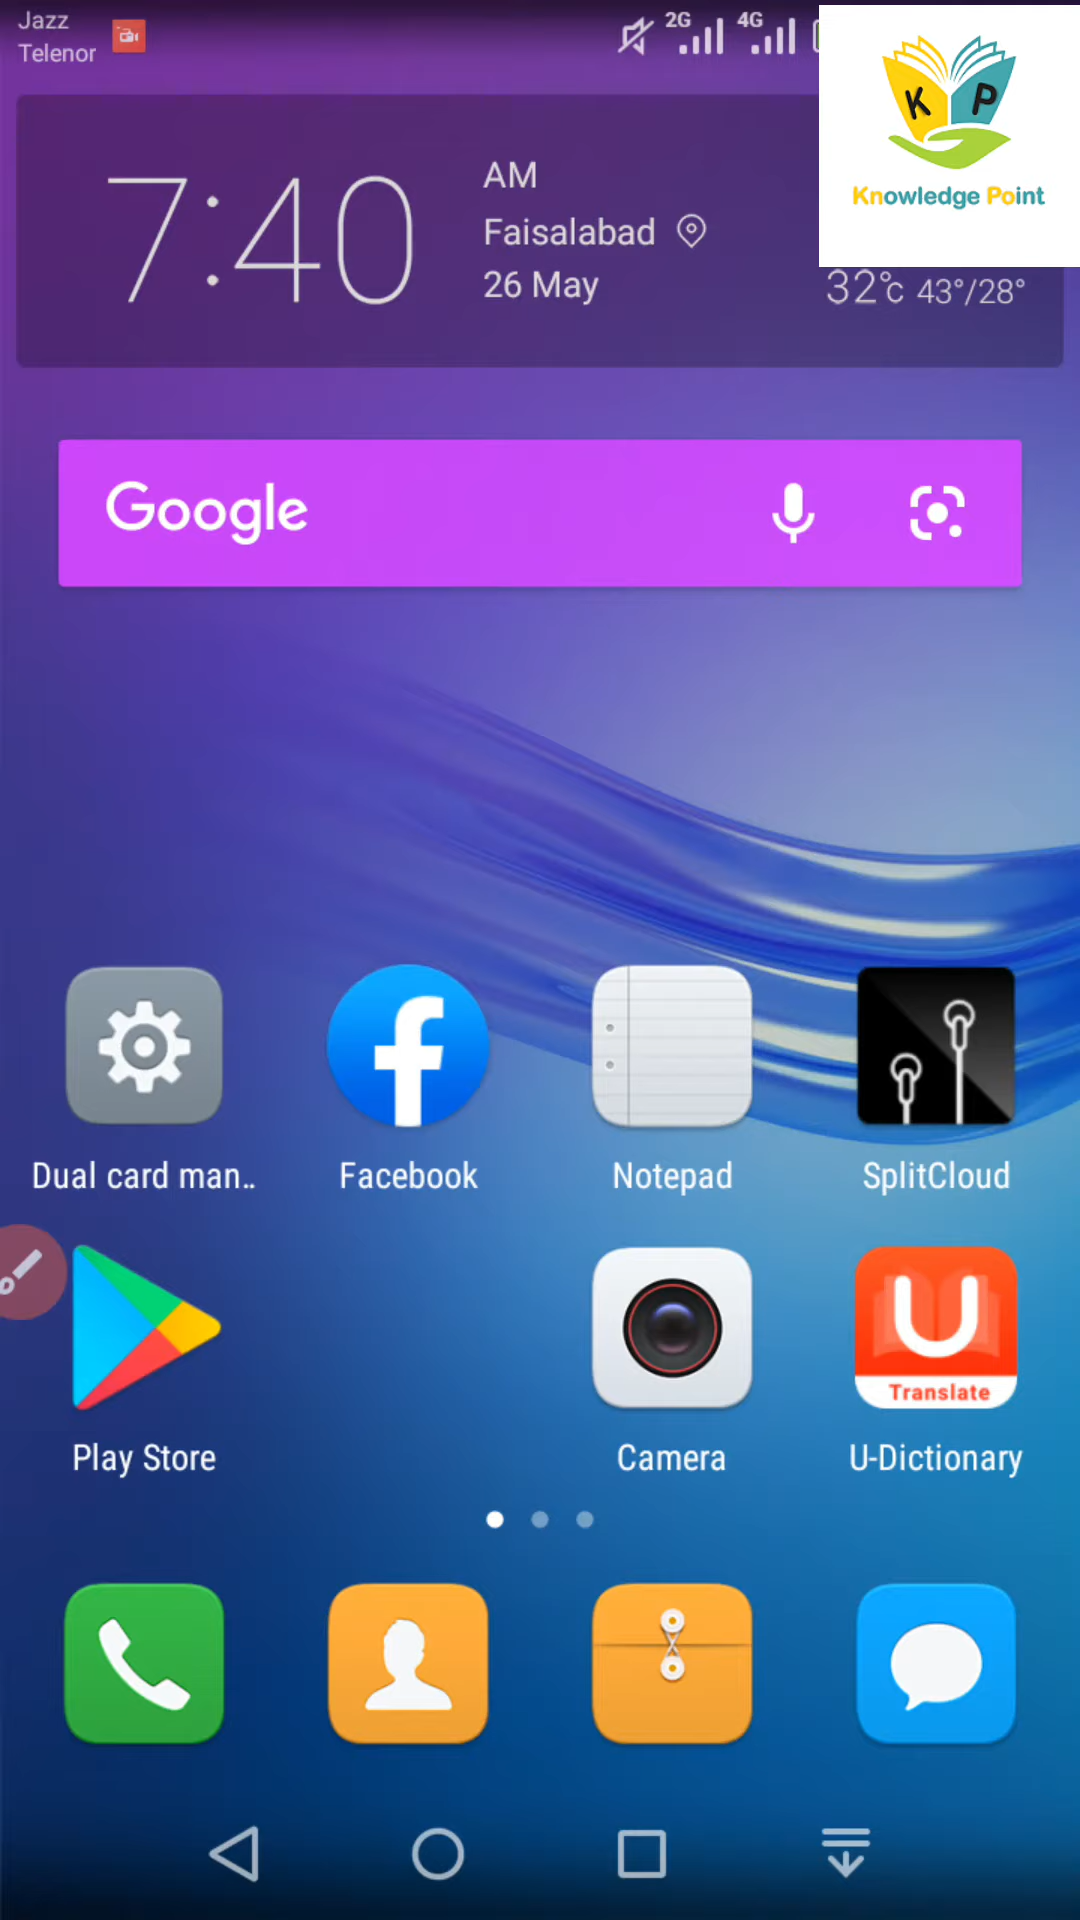 Jazz
Telenor
2G
4G
K P
Knowledge Point
7:40
AM
Faisalabad
26 May
32°c 43°/28°
Google
Dual card man..
Facebook
Notepad
SplitCloud
Translate
Play Store
Camera
U-Dictionary